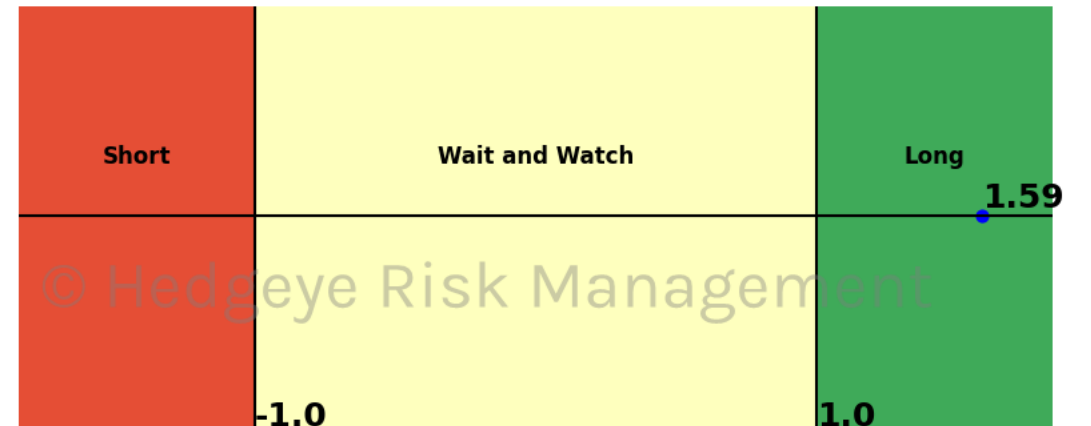 Short
Wait and Watch
Long
1.59
© Hedgeye Risk Management
-1.0
1.0